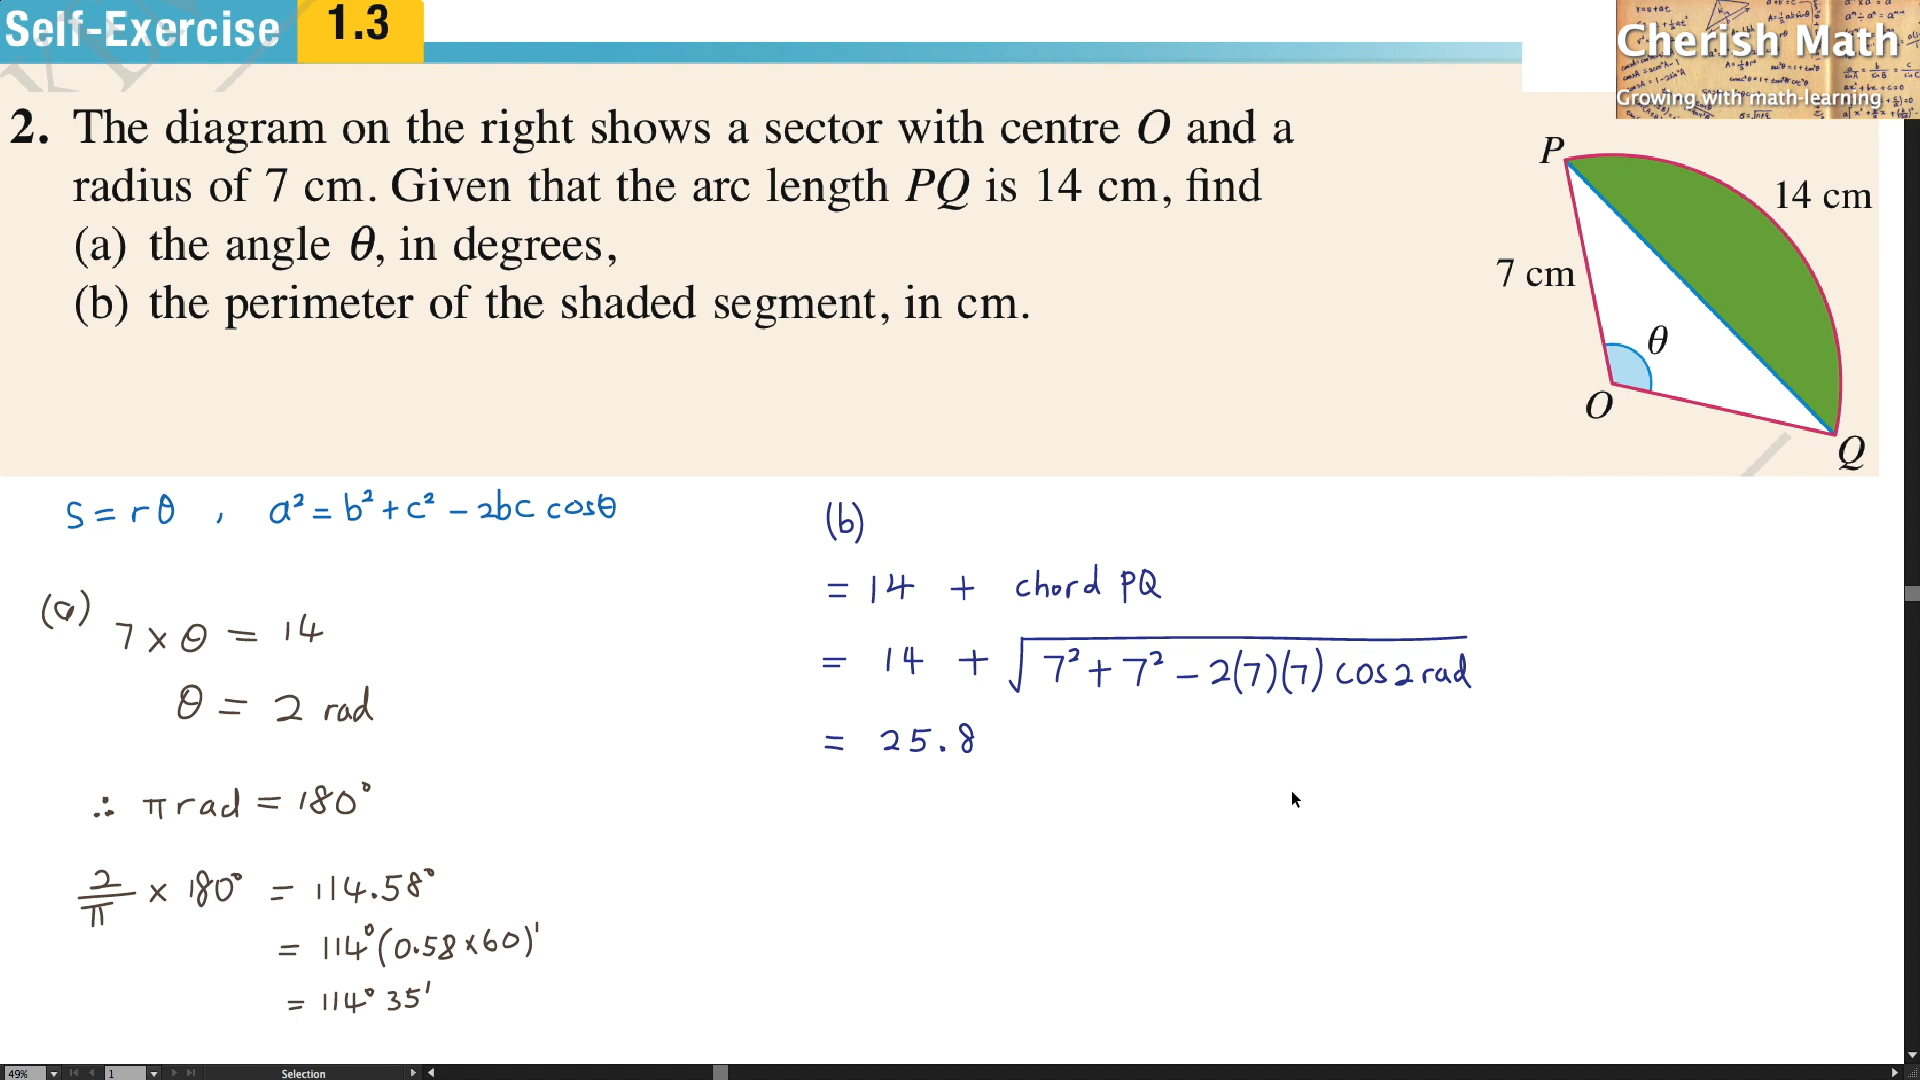 Self-Exercise 1.3
Cherish Math
Growing with math-learning
2. The diagram on the right shows a sector with centre O and a
radius of 7 cm. Given that the arc length PQ is 14 cm, find
(a) the angle θ, in degrees,
(b) the perimeter of the shaded segment, in cm.
P
14 cm
7 cm
θ
O
Q
s = rθ , a² = b² + c² − 2bc cosθ
(a) 7 × θ = 14
θ = 2 rad
∴ π rad = 180°
2/π × 180° = 114.58°
= 114°(0.58×60)'
= 114° 35'
(b)
= 14 + chord PQ
= 14 + √(7² + 7² − 2(7)(7) cos 2 rad
= 25.8
49% 1 Selection